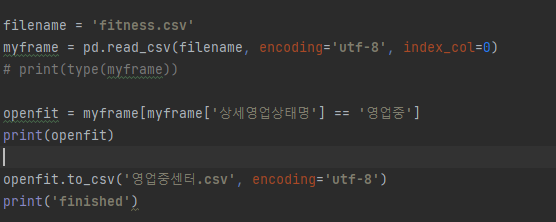 filename = 'fitness.csv'
myframe = pd.read_csv(filename, encoding='utf-8', index_col=0)
# print(type(myframe))
openfit = myframe[myframe['상세영업상태명'] == '영업중']
print(openfit)
openfit.to_csv('영업중센터.csv', encoding='utf-8')
print('finished')